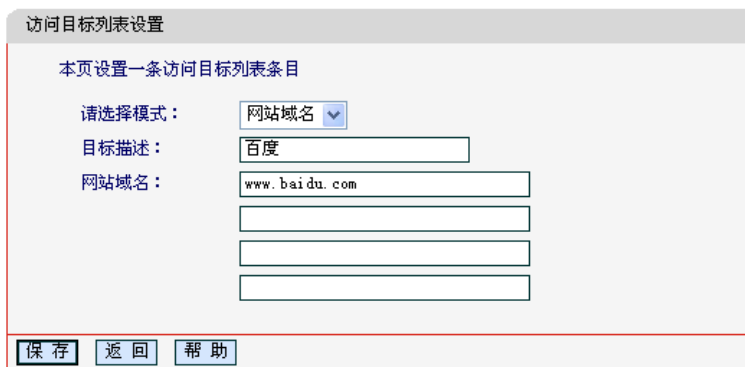 访问目标列表设置
本页设置一条访问目标列表条目
请选择模式： 网站域名
目标描述： 百度
网站域名： www.baidu.com
保存 返回 帮助